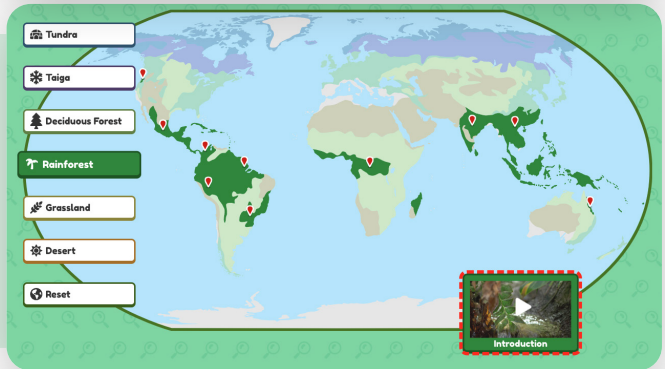 Tundra
Taiga
Deciduous Forest
Rainforest
Grassland
Desert
Reset
Introduction